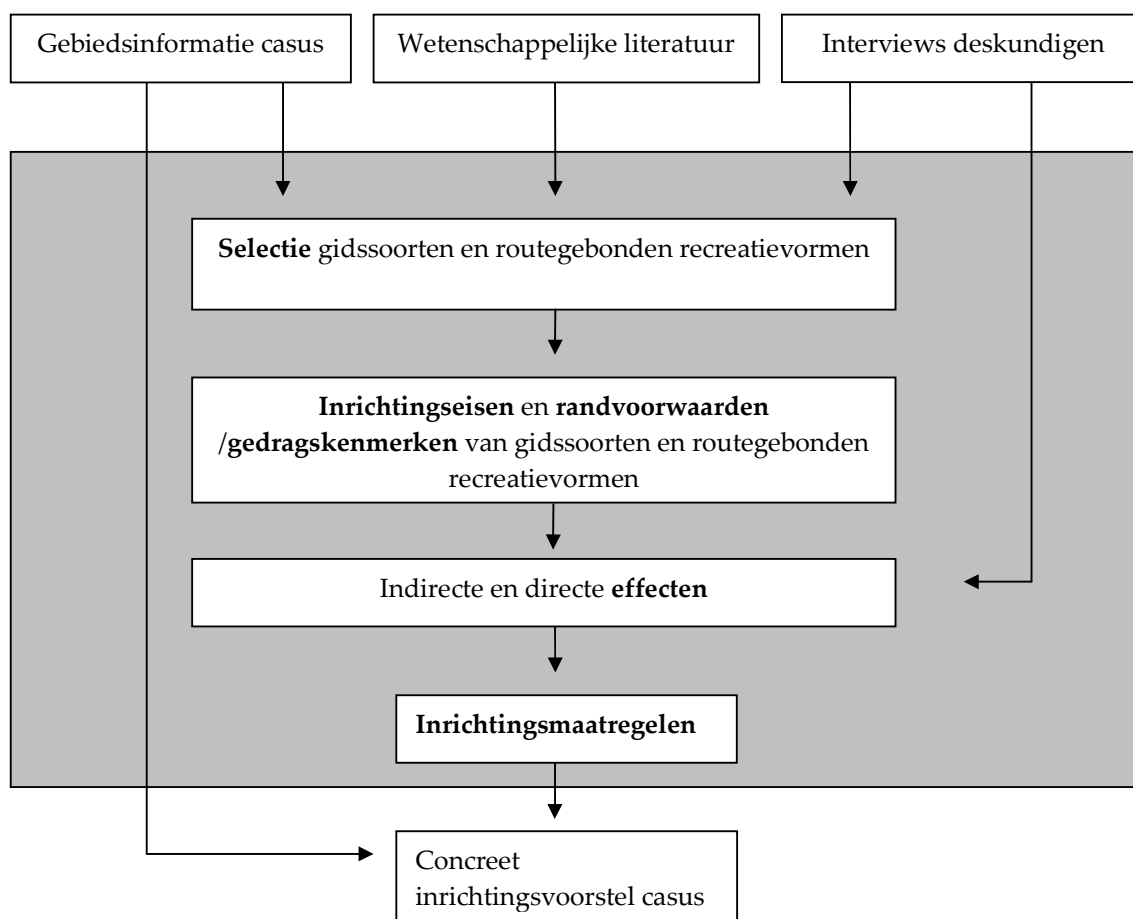 Gebiedsinformatie casus
Wetenschappelijke literatuur
Interviews deskundigen
Selectie gidssoorten en routegebonden recreatievormen
Inrichtingseisen en randvoorwaarden
/gedragskenmerken van gidssoorten en routegebonden
recreatievormen
Indirecte en directe effecten
Inrichtingsmaatregelen
Concreet
inrichtingsvoorstel casus